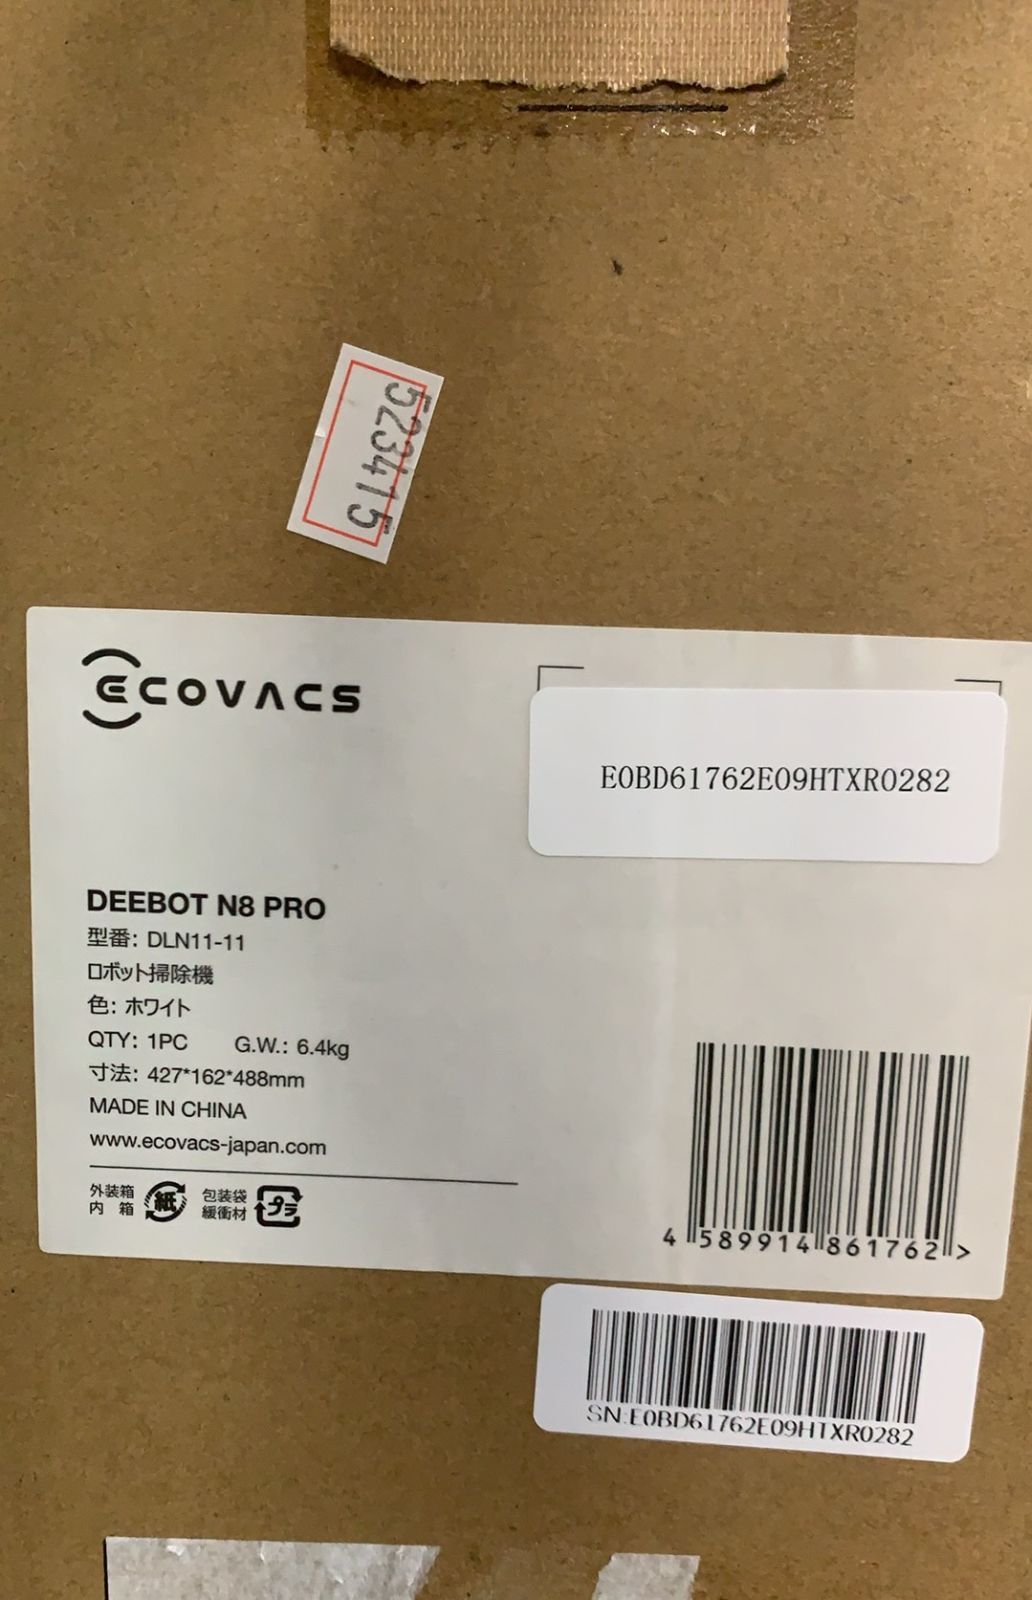 523415
ECOVACS
E0BD61762E09HTXR0282
DEEBOT N8 PRO
型番: DLN11-11
ロボット掃除機
色: ホワイト
QTY: 1PC G.W.: 6.4kg
寸法: 427*162*488mm
MADE IN CHINA
www.ecovacs-japan.com
外装箱
内 箱
紙
包装袋
緩衝材
プラ
4 589914 861762 >
SN:E0BD61762E09HTXR0282